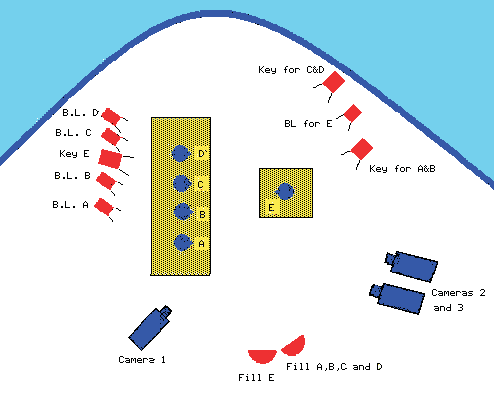 Key for C&D
B.L. D
B.L. C
BL for E
Key E
D
Key for A&B
B.L. B
C
B.L. A
E
B
A
Cameras 2
and 3
Camera 1
Fill A,B,C and D
Fill E